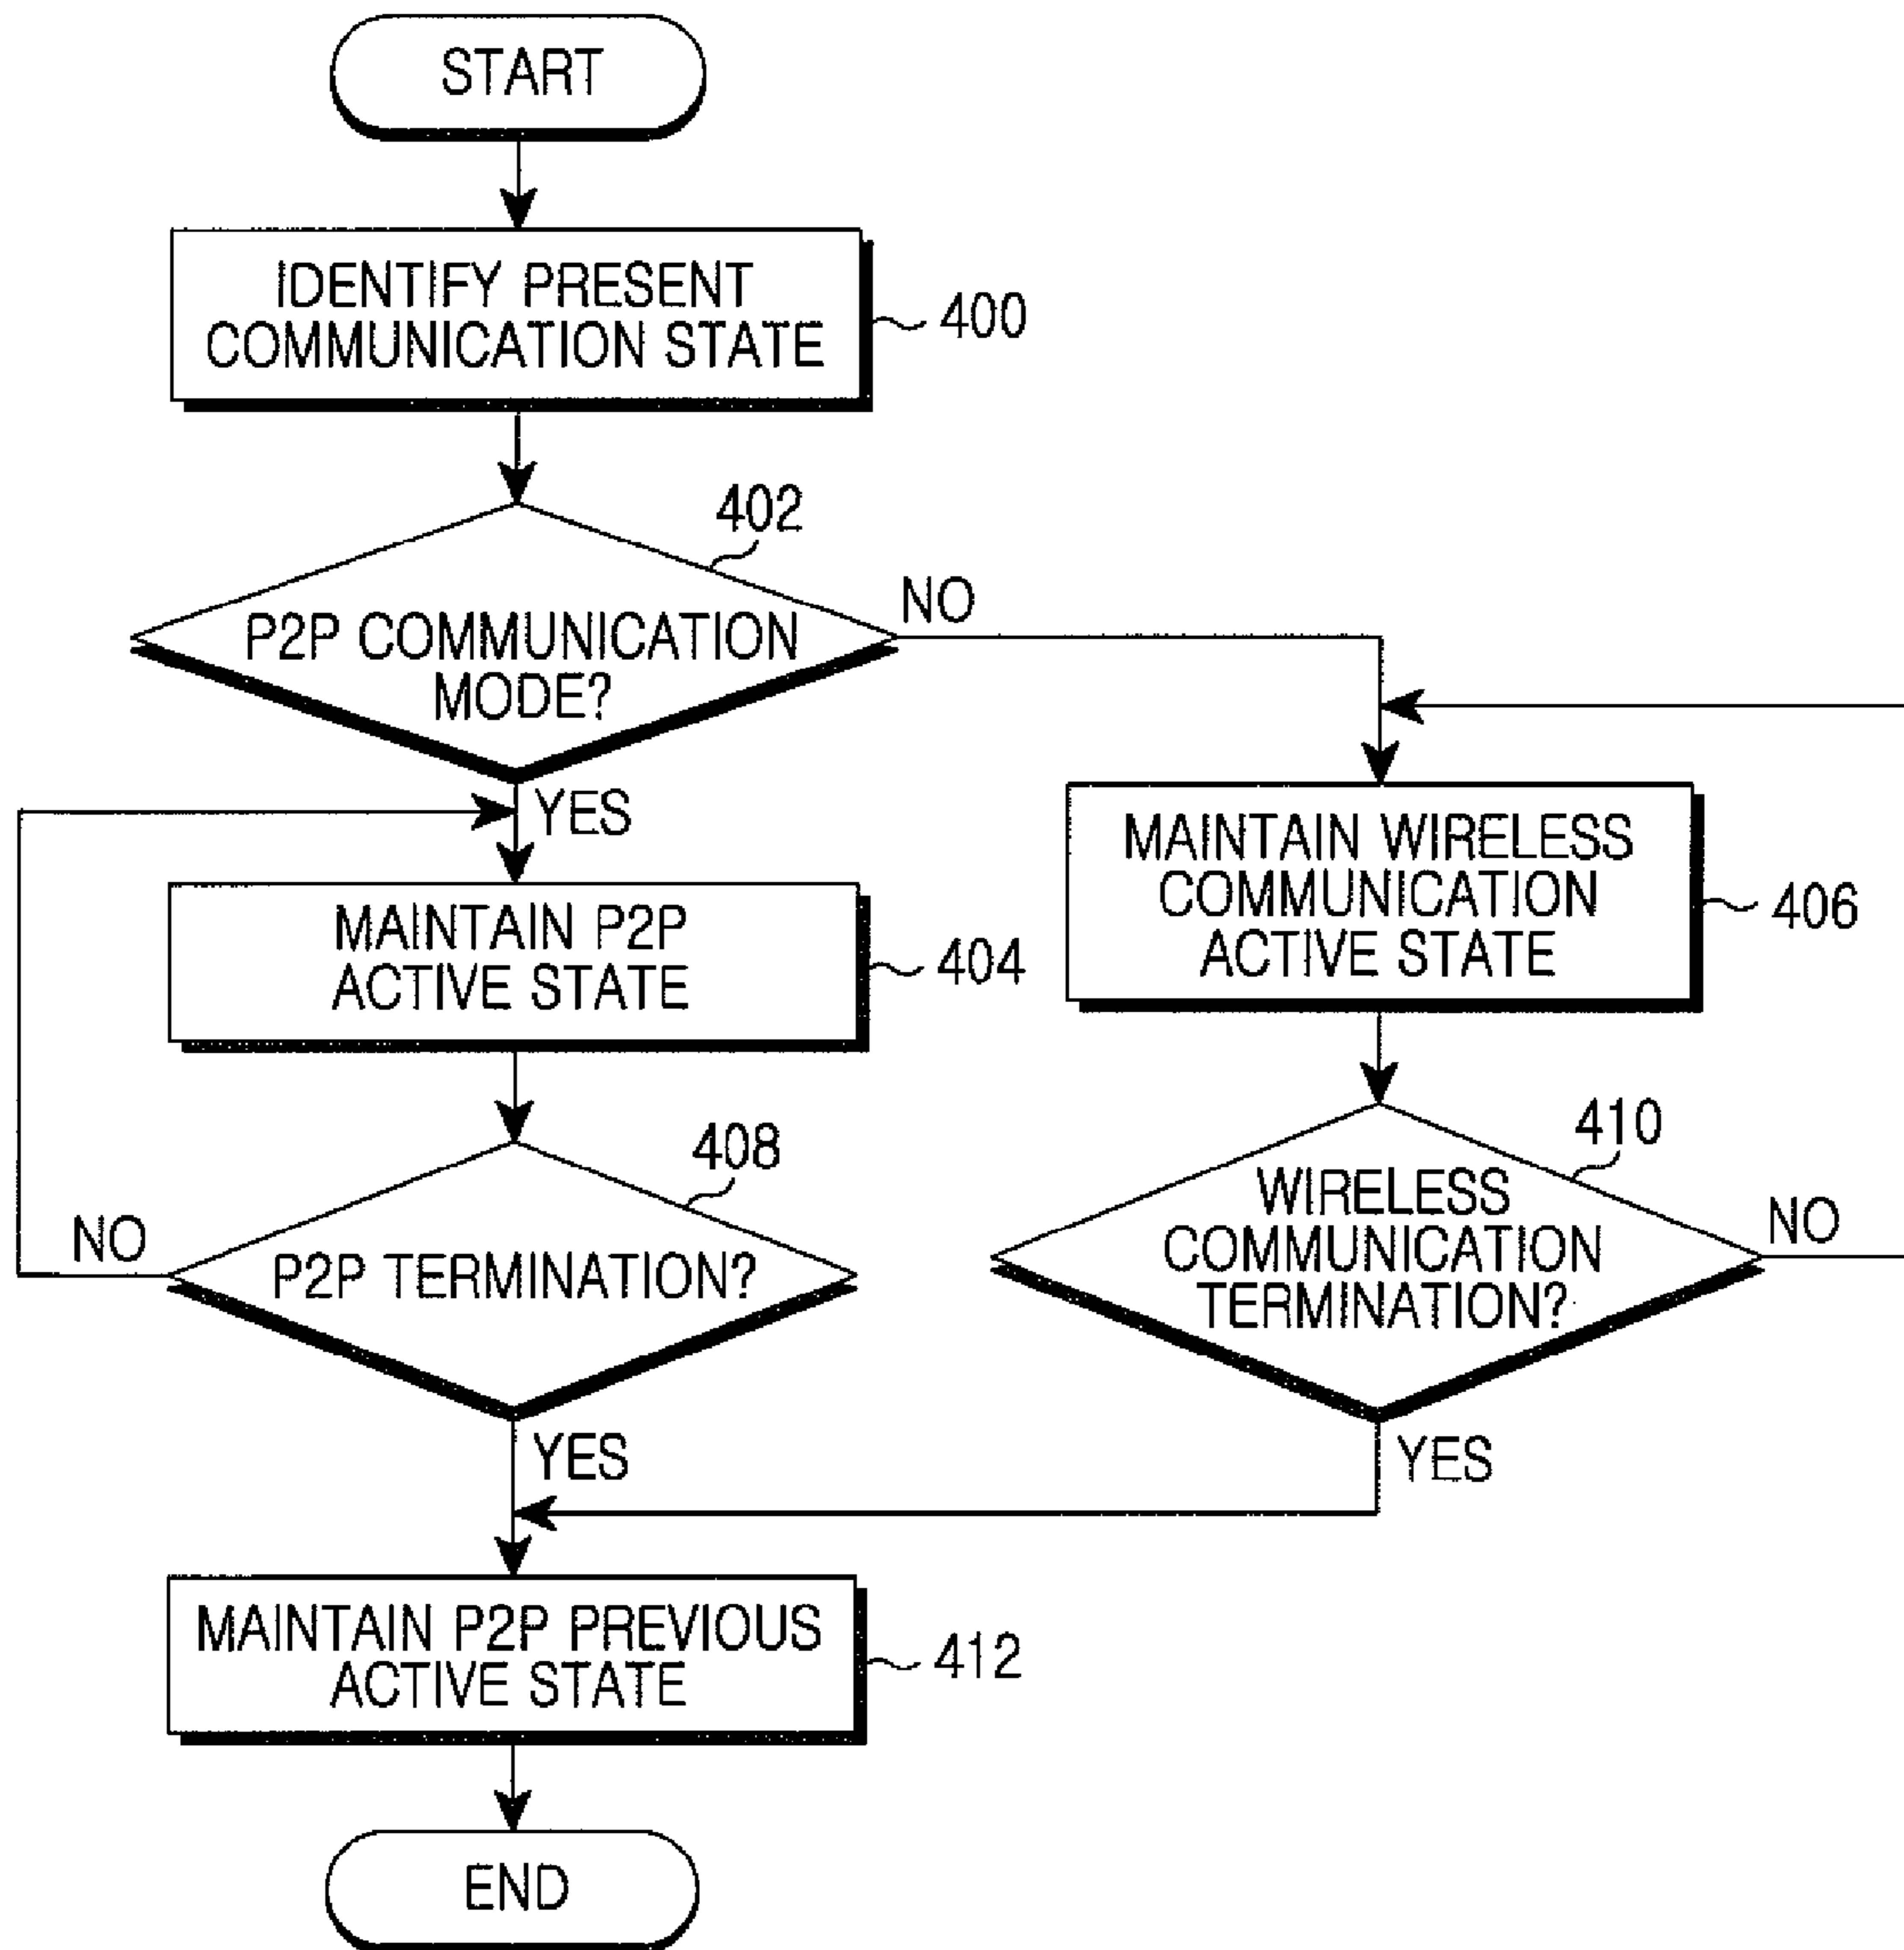 START
IDENTIFY PRESENT
COMMUNICATION STATE
400
402
P2P COMMUNICATION
MODE?
NO
YES
MAINTAIN P2P
ACTIVE STATE
404
MAINTAIN WIRELESS
COMMUNICATION
ACTIVE STATE
406
408
P2P TERMINATION?
NO
YES
410
WIRELESS
COMMUNICATION
TERMINATION?
NO
YES
MAINTAIN P2P PREVIOUS
ACTIVE STATE
412
END